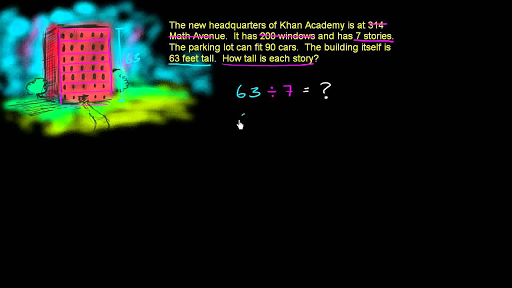 The new headquarters of Khan Academy is at 314
Math Avenue. It has 200 windows and has 7 stories.
The parking lot can fit 90 cars. The building itself is
63 feet tall. How tall is each story?
63 ÷ 7 = ?